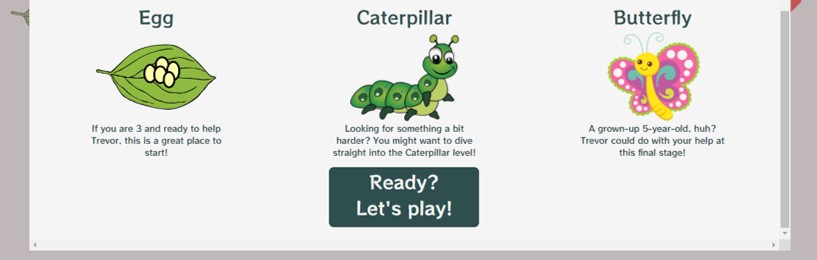 Egg
If you are 3 and ready to help
Trevor, this is a great place to
start!
Caterpillar
Looking for something a bit
harder? You might want to dive
straight into the Caterpillar level!
Butterfly
A grown-up 5-year-old, huh?
Trevor could do with your help at
this final stage!
Ready?
Let's play!